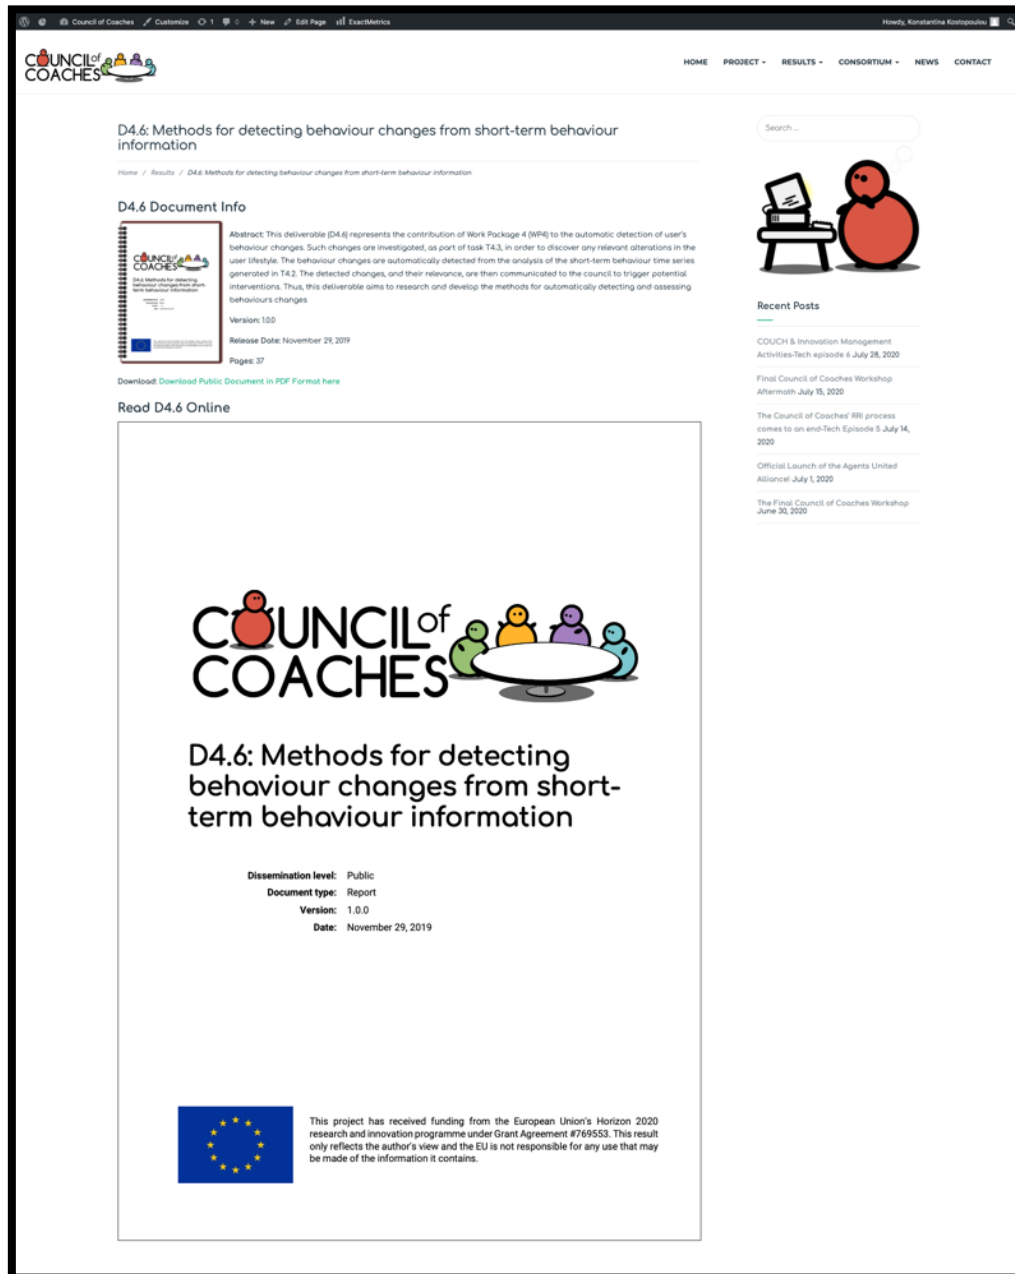 Council of Coaches Customize 1 0 New Edit Page ExactMetrics Howdy, Konstantina Kostopoulou
COUNCIL of
COACHES
HOME PROJECT RESULTS CONSORTIUM NEWS CONTACT
D4.6: Methods for detecting behaviour changes from short-term behaviour
information
Home / Results / D4.6: Methods for detecting behaviour changes from short-term behaviour information
D4.6 Document Info
COUNCIL of
COACHES
D4.6: Methods for detecting
behaviour changes from short-
term behaviour information
Abstract: This deliverable (D4.6) represents the contribution of Work Package 4 (WP4) to the automatic detection of user's
behaviour changes. Such changes are investigated, as part of task T4.3, in order to discover any relevant alterations in the
user lifestyle. The behaviour changes are automatically detected from the analysis of the short-term behaviour time series
generated in T4.2. The detected changes, and their relevance, are then communicated to the council to trigger potential
interventions. Thus, this deliverable aims to research and develop the methods for automatically detecting and assessing
behaviours changes
Version: 1.0.0
Release Date: November 29, 2019
Pages: 37
Download: Download Public Document in PDF Format here
Read D4.6 Online
COUNCIL of
COACHES
D4.6: Methods for detecting
behaviour changes from short-
term behaviour information
Dissemination level: Public
Document type: Report
Version: 1.0.0
Date: November 29, 2019
This project has received funding from the European Union's Horizon 2020
research and innovation programme under Grant Agreement #769553. This result
only reflects the author's view and the EU is not responsible for any use that may
be made of the information it contains.
Search ...
Recent Posts
COUCH & Innovation Management
Activities-Tech episode 6 July 28, 2020
Final Council of Coaches Workshop
Aftermath July 15, 2020
The Council of Coaches' RRI process
comes to an end-Tech Episode 5 July 14,
2020
Official Launch of the Agents United
Alliance! July 1, 2020
The Final Council of Coaches Workshop
June 30, 2020